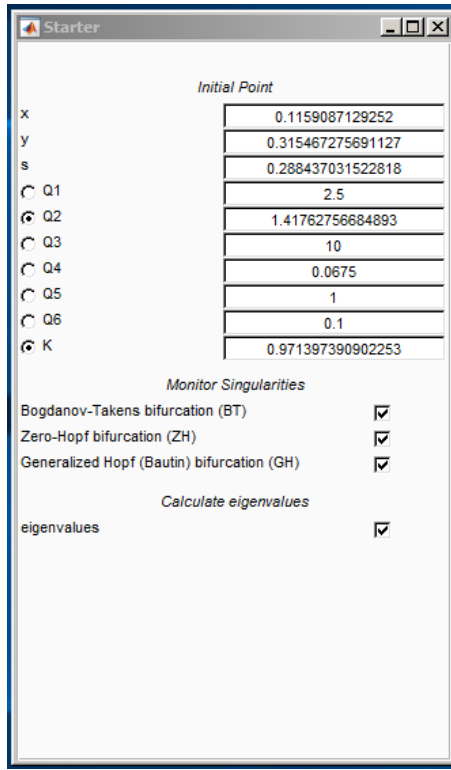 Starter
Initial Point
x 0.1159087129252
y 0.315467275691127
s 0.288437031522818
Q1 2.5
Q2 1.41762756684893
Q3 10
Q4 0.0675
Q5 1
Q6 0.1
K 0.971397390902253
Monitor Singularities
Bogdanov-Takens bifurcation (BT)
Zero-Hopf bifurcation (ZH)
Generalized Hopf (Bautin) bifurcation (GH)
Calculate eigenvalues
eigenvalues